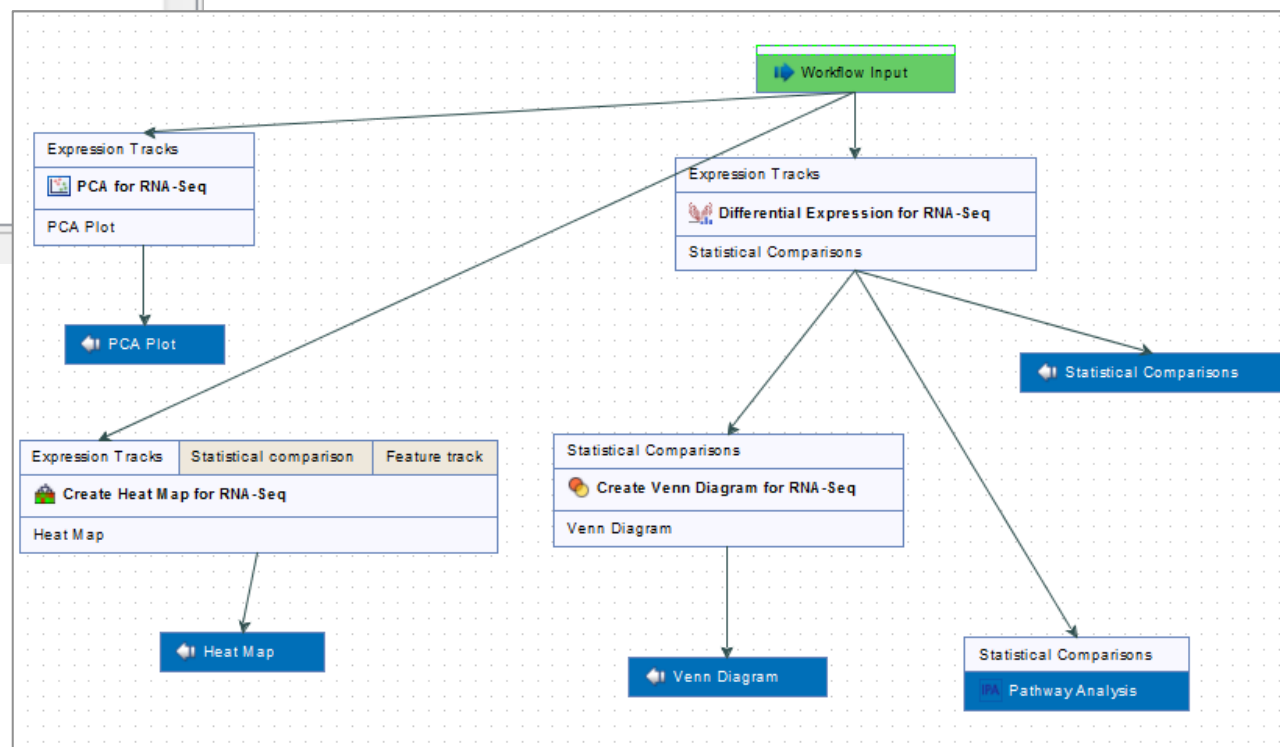 Workflow Input
Expression Tracks
PCA for RNA-Seq
PCA Plot
Expression Tracks
Differential Expression for RNA-Seq
Statistical Comparisons
PCA Plot
Statistical Comparisons
Expression Tracks Statistical comparison Feature track
Create Heat Map for RNA-Seq
Heat Map
Statistical Comparisons
Create Venn Diagram for RNA-Seq
Venn Diagram
Heat Map
Venn Diagram
Statistical Comparisons
IPA Pathway Analysis